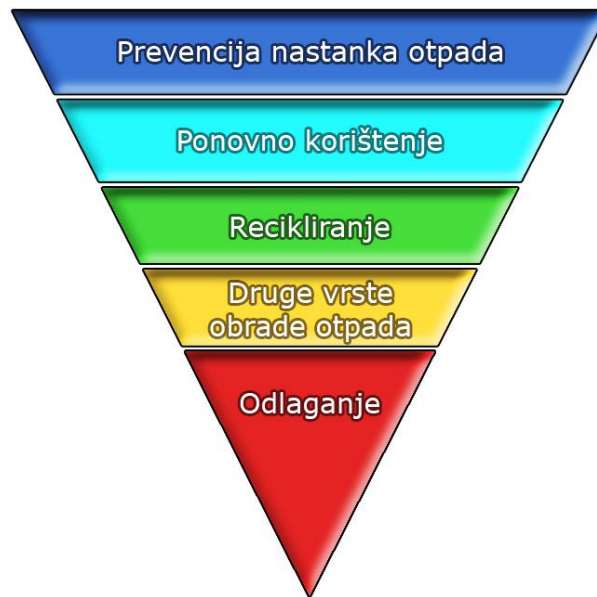 Prevencija nastanka otpada
Ponovno korištenje
Recikliranje
Druge vrste
obrade otpada
Odlaganje